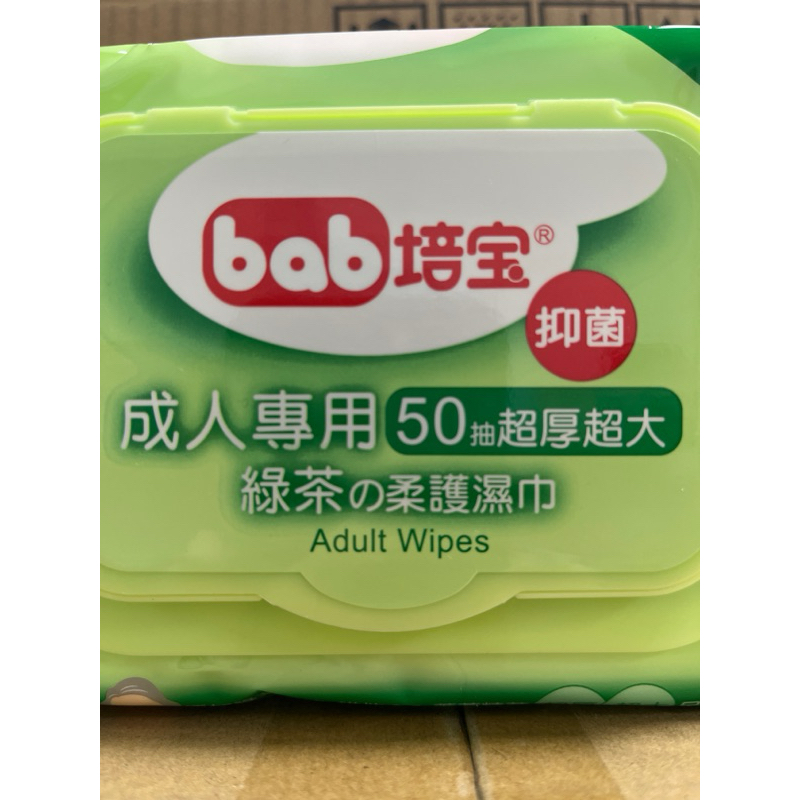 bab培宝®
抑菌
成人專用 50抽超厚超大
綠茶の柔護濕巾
Adult Wipes